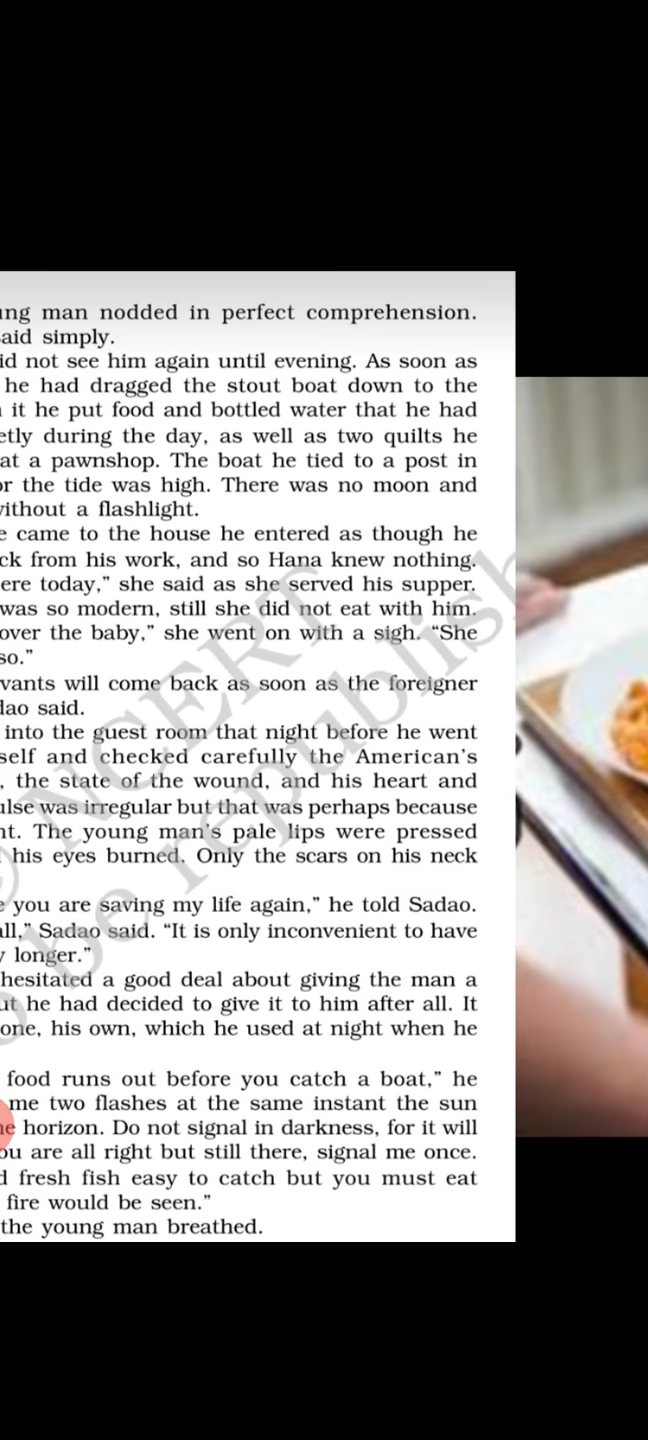 ung man nodded in perfect comprehension.
aid simply.
id not see him again until evening. As soon as
he had dragged the stout boat down to the
it he put food and bottled water that he had
etly during the day, as well as two quilts he
at a pawnshop. The boat he tied to a post in
or the tide was high. There was no moon and
without a flashlight.
e came to the house he entered as though he
ck from his work, and so Hana knew nothing.
ere today,” she said as she served his supper.
was so modern, still she did not eat with him.
over the baby,” she went on with a sigh. “She
so.”
vants will come back as soon as the foreigner
dao said.
into the guest room that night before he went
self and checked carefully the American’s
, the state of the wound, and his heart and
ulse was irregular but that was perhaps because
nt. The young man’s pale lips were pressed
his eyes burned. Only the scars on his neck
e you are saving my life again,” he told Sadao.
all,” Sadao said. “It is only inconvenient to have
y longer.”
hesitated a good deal about giving the man a
ut he had decided to give it to him after all. It
one, his own, which he used at night when he
food runs out before you catch a boat,” he
me two flashes at the same instant the sun
he horizon. Do not signal in darkness, for it will
ou are all right but still there, signal me once.
d fresh fish easy to catch but you must eat
fire would be seen.”
the young man breathed.
© NCERT
o be republish